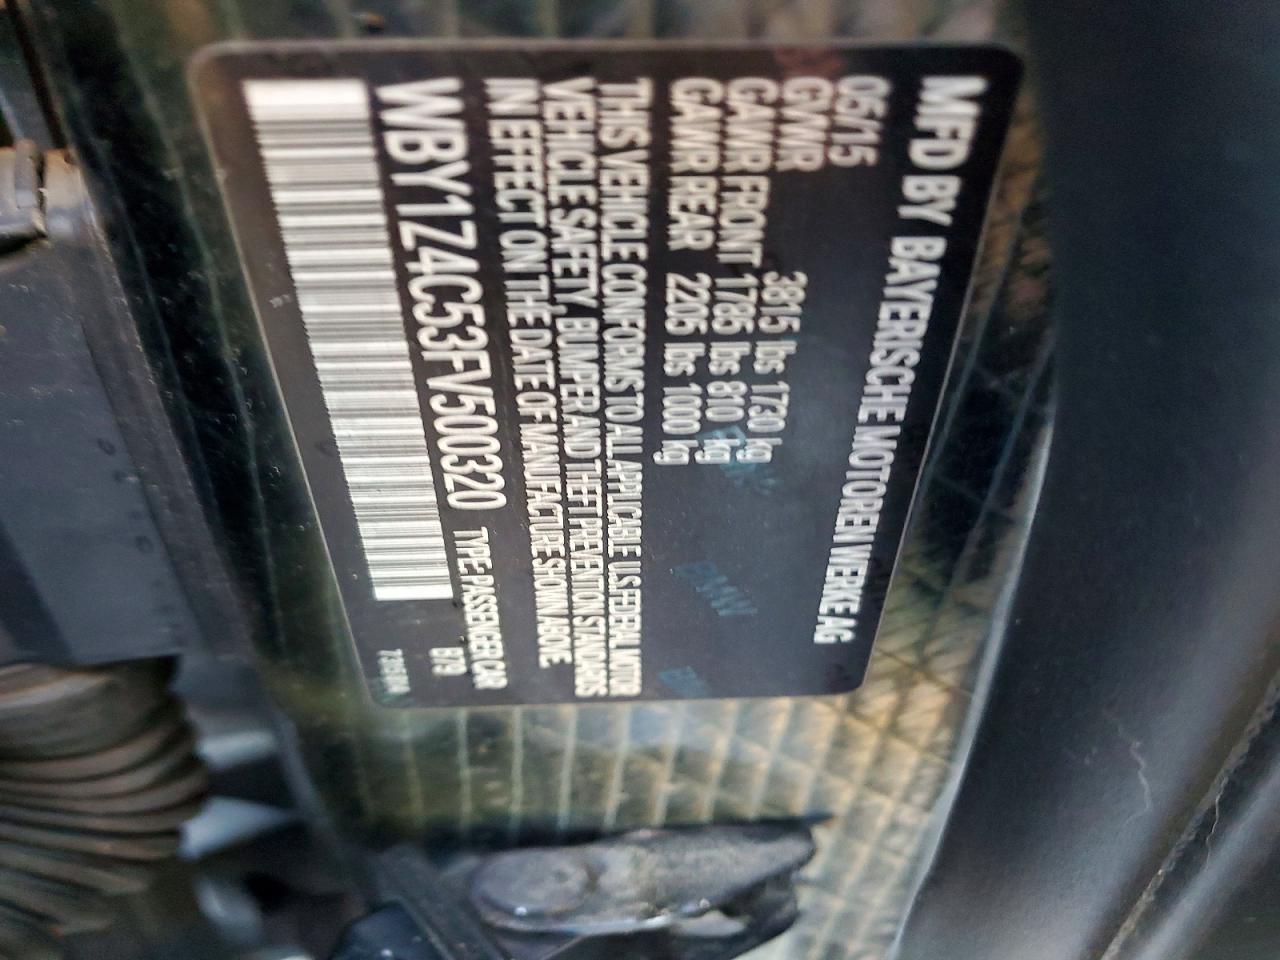 MFD BY BAYERISCHE MOTOREN WERKE AG
05/15
GVWR 3815 lbs 1730 kg
GAWR FRONT 1785 lbs 810 kg
GAWR REAR 2205 lbs 1000 kg
THIS VEHICLE CONFORMS TO ALL APPLICABLE US FEDERAL MOTOR
VEHICLE SAFETY, BUMPER AND THEFT PREVENTION STANDARDS
IN EFFECT ON THE DATE OF MANUFACTURE SHOWN ABOVE
WBY1Z4C53FV500320 TYPE: PASSENGER CAR
B79
BMW